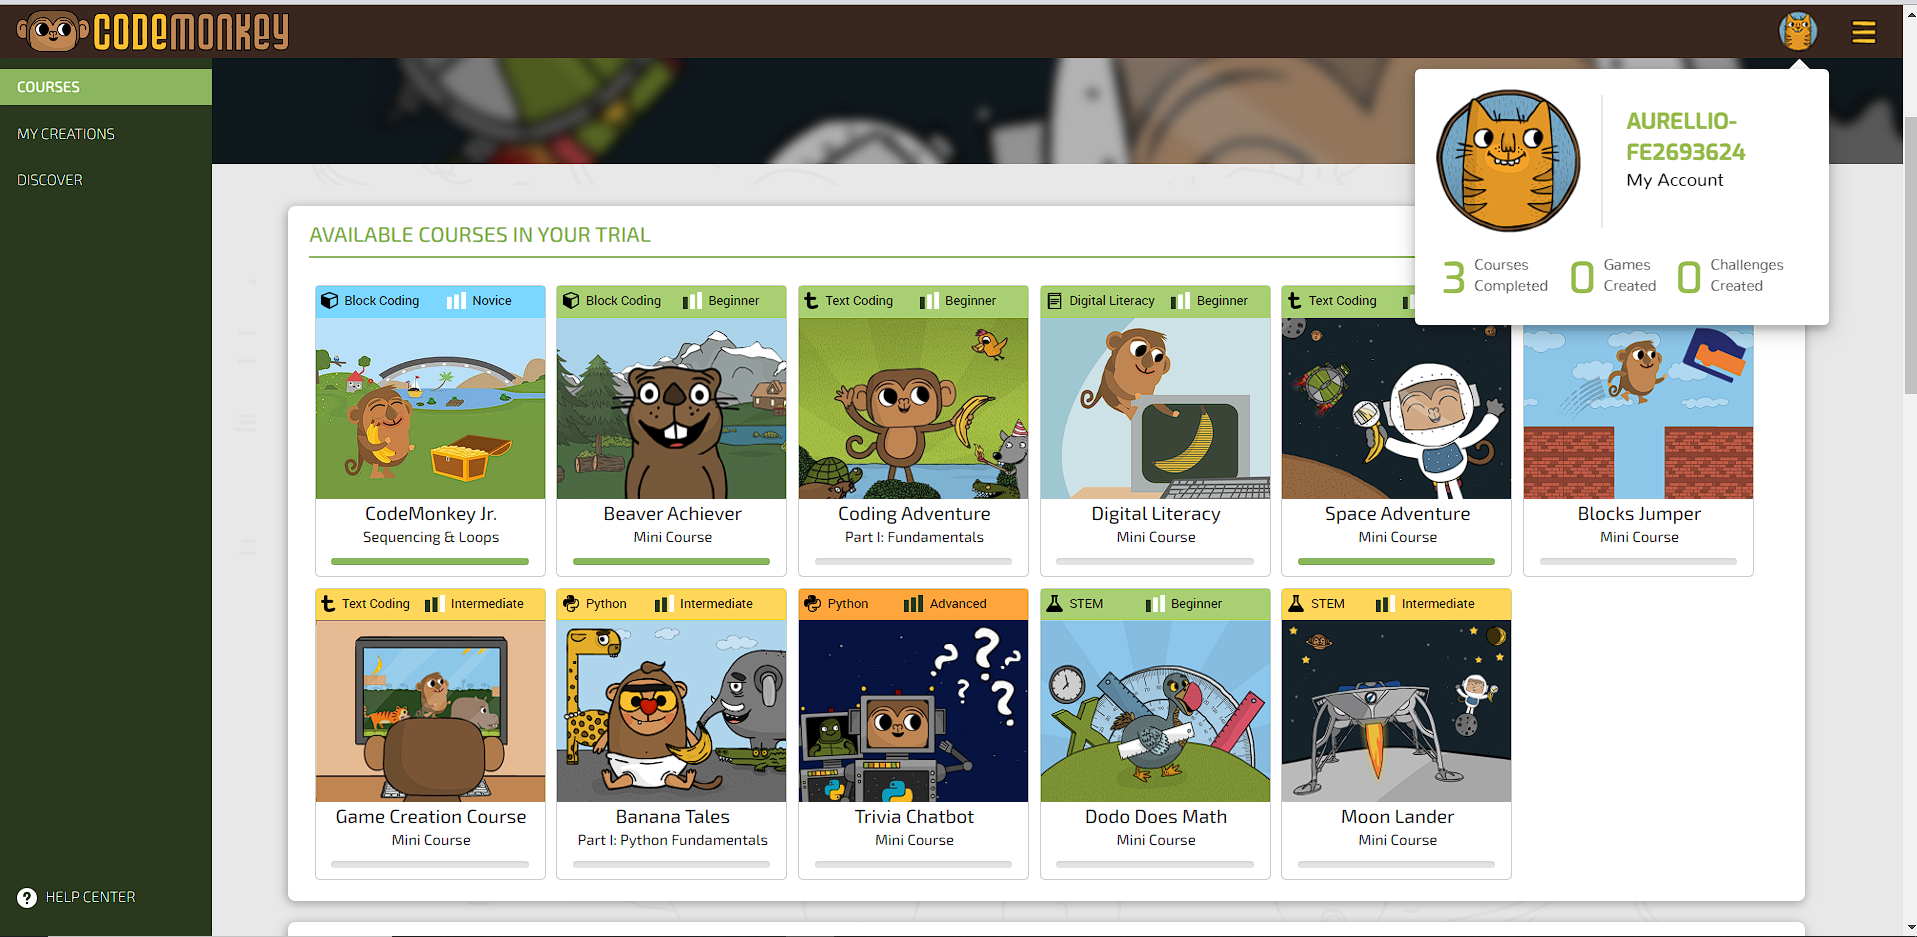 CODEMONKEY
COURSES
MY CREATIONS
DISCOVER
HELP CENTER
AURELLIO-
FE2693624
My Account
3 Courses Completed
0 Games Created
0 Challenges Created
AVAILABLE COURSES IN YOUR TRIAL
Block Coding Novice
CodeMonkey Jr.
Sequencing & Loops
Block Coding Beginner
Beaver Achiever
Mini Course
Text Coding Beginner
Coding Adventure
Part I: Fundamentals
Digital Literacy Beginner
Digital Literacy
Mini Course
Text Coding
Space Adventure
Mini Course
Blocks Jumper
Mini Course
Text Coding Intermediate
Game Creation Course
Mini Course
Python Intermediate
Banana Tales
Part I: Python Fundamentals
Python Advanced
Trivia Chatbot
Mini Course
STEM Beginner
Dodo Does Math
Mini Course
STEM Intermediate
Moon Lander
Mini Course